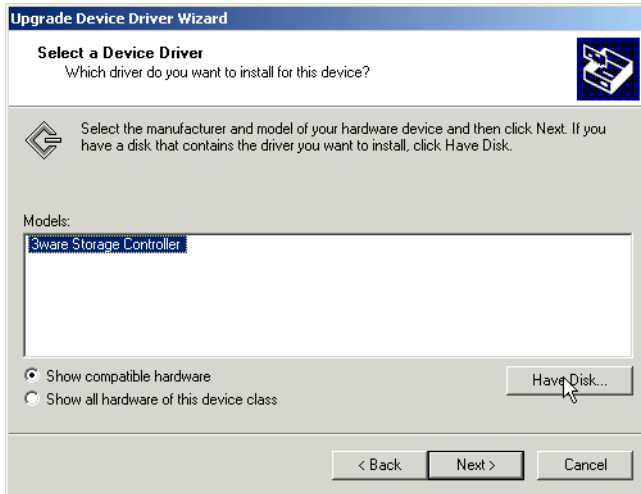 Upgrade Device Driver Wizard
Select a Device Driver
Which driver do you want to install for this device?
Select the manufacturer and model of your hardware device and then click Next. If you
have a disk that contains the driver you want to install, click Have Disk.
Models:
3ware Storage Controller
Show compatible hardware
Show all hardware of this device class
Have Disk...
< Back
Next >
Cancel